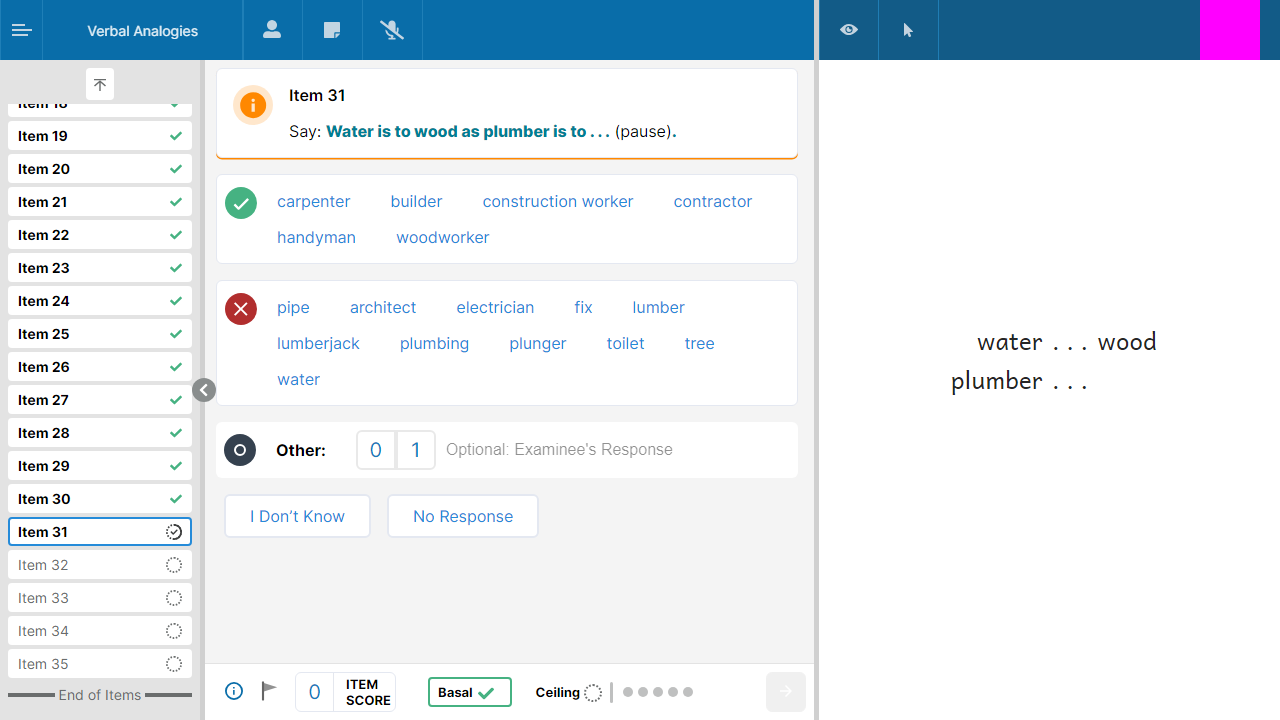 Verbal Analogies
Item 18
Item 19
Item 20
Item 21
Item 22
Item 23
Item 24
Item 25
Item 26
Item 27
Item 28
Item 29
Item 30
Item 31
Item 32
Item 33
Item 34
Item 35
End of Items
Item 31
Say: Water is to wood as plumber is to . . . (pause).
carpenter builder construction worker contractor
handyman woodworker
pipe architect electrician fix lumber
lumberjack plumbing plunger toilet tree
water
Other: 0 1 Optional: Examinee's Response
I Don’t Know No Response
0 ITEM SCORE Basal Ceiling
water . . . wood
plumber . . .